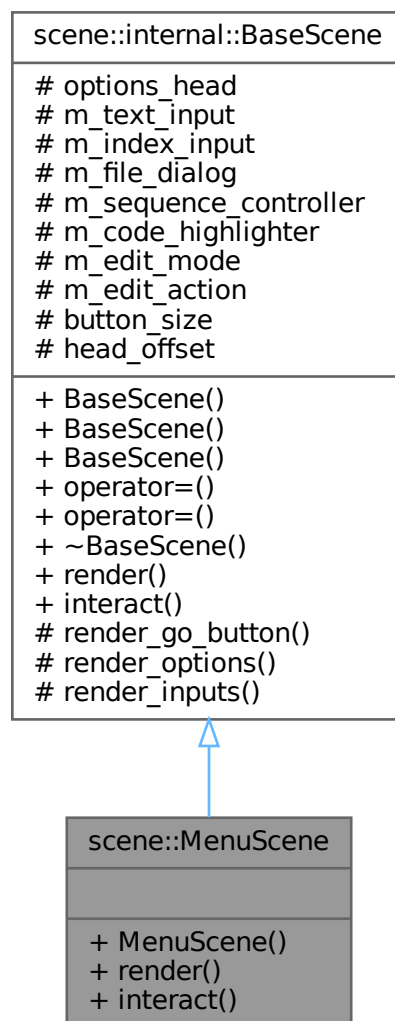 scene::internal::BaseScene
# options_head
# m_text_input
# m_index_input
# m_file_dialog
# m_sequence_controller
# m_code_highlighter
# m_edit_mode
# m_edit_action
# button_size
# head_offset
+ BaseScene()
+ BaseScene()
+ BaseScene()
+ operator=()
+ operator=()
+ ~BaseScene()
+ render()
+ interact()
# render_go_button()
# render_options()
# render_inputs()
scene::MenuScene
+ MenuScene()
+ render()
+ interact()